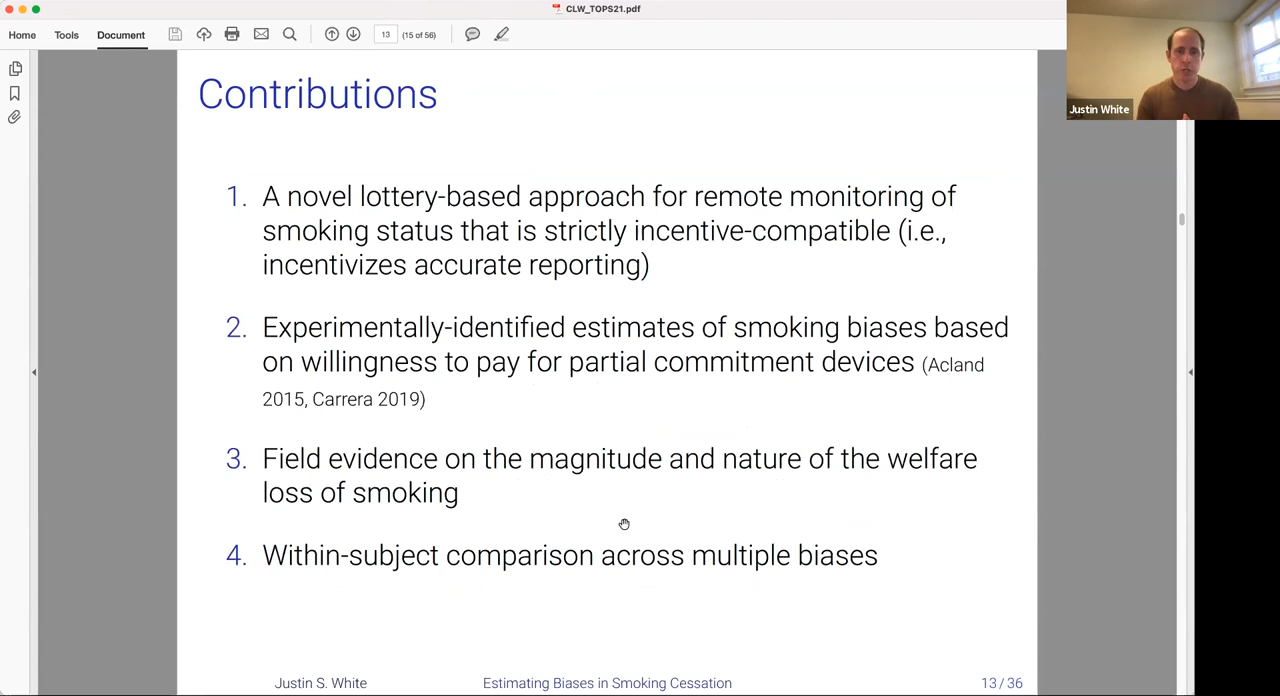 CLW_TOPS21.pdf
Home Tools Document 13 (15 of 56)
Justin White
Contributions
1. A novel lottery-based approach for remote monitoring of
smoking status that is strictly incentive-compatible (i.e.,
incentivizes accurate reporting)
2. Experimentally-identified estimates of smoking biases based
on willingness to pay for partial commitment devices (Acland
2015, Carrera 2019)
3. Field evidence on the magnitude and nature of the welfare
loss of smoking
4. Within-subject comparison across multiple biases
Justin S. White Estimating Biases in Smoking Cessation 13 / 36